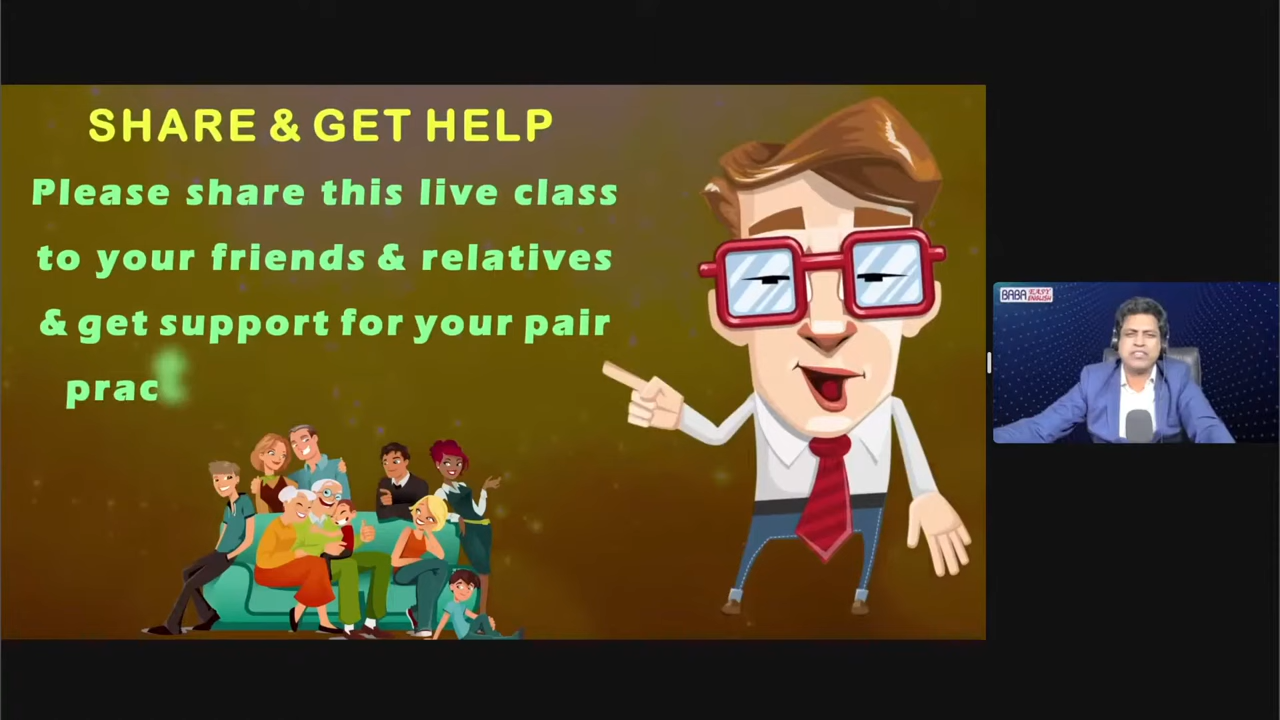 SHARE & GET HELP
Please share this live class
to your friends & relatives
& get support for your pair
pract
BABA EASY ENGLISH